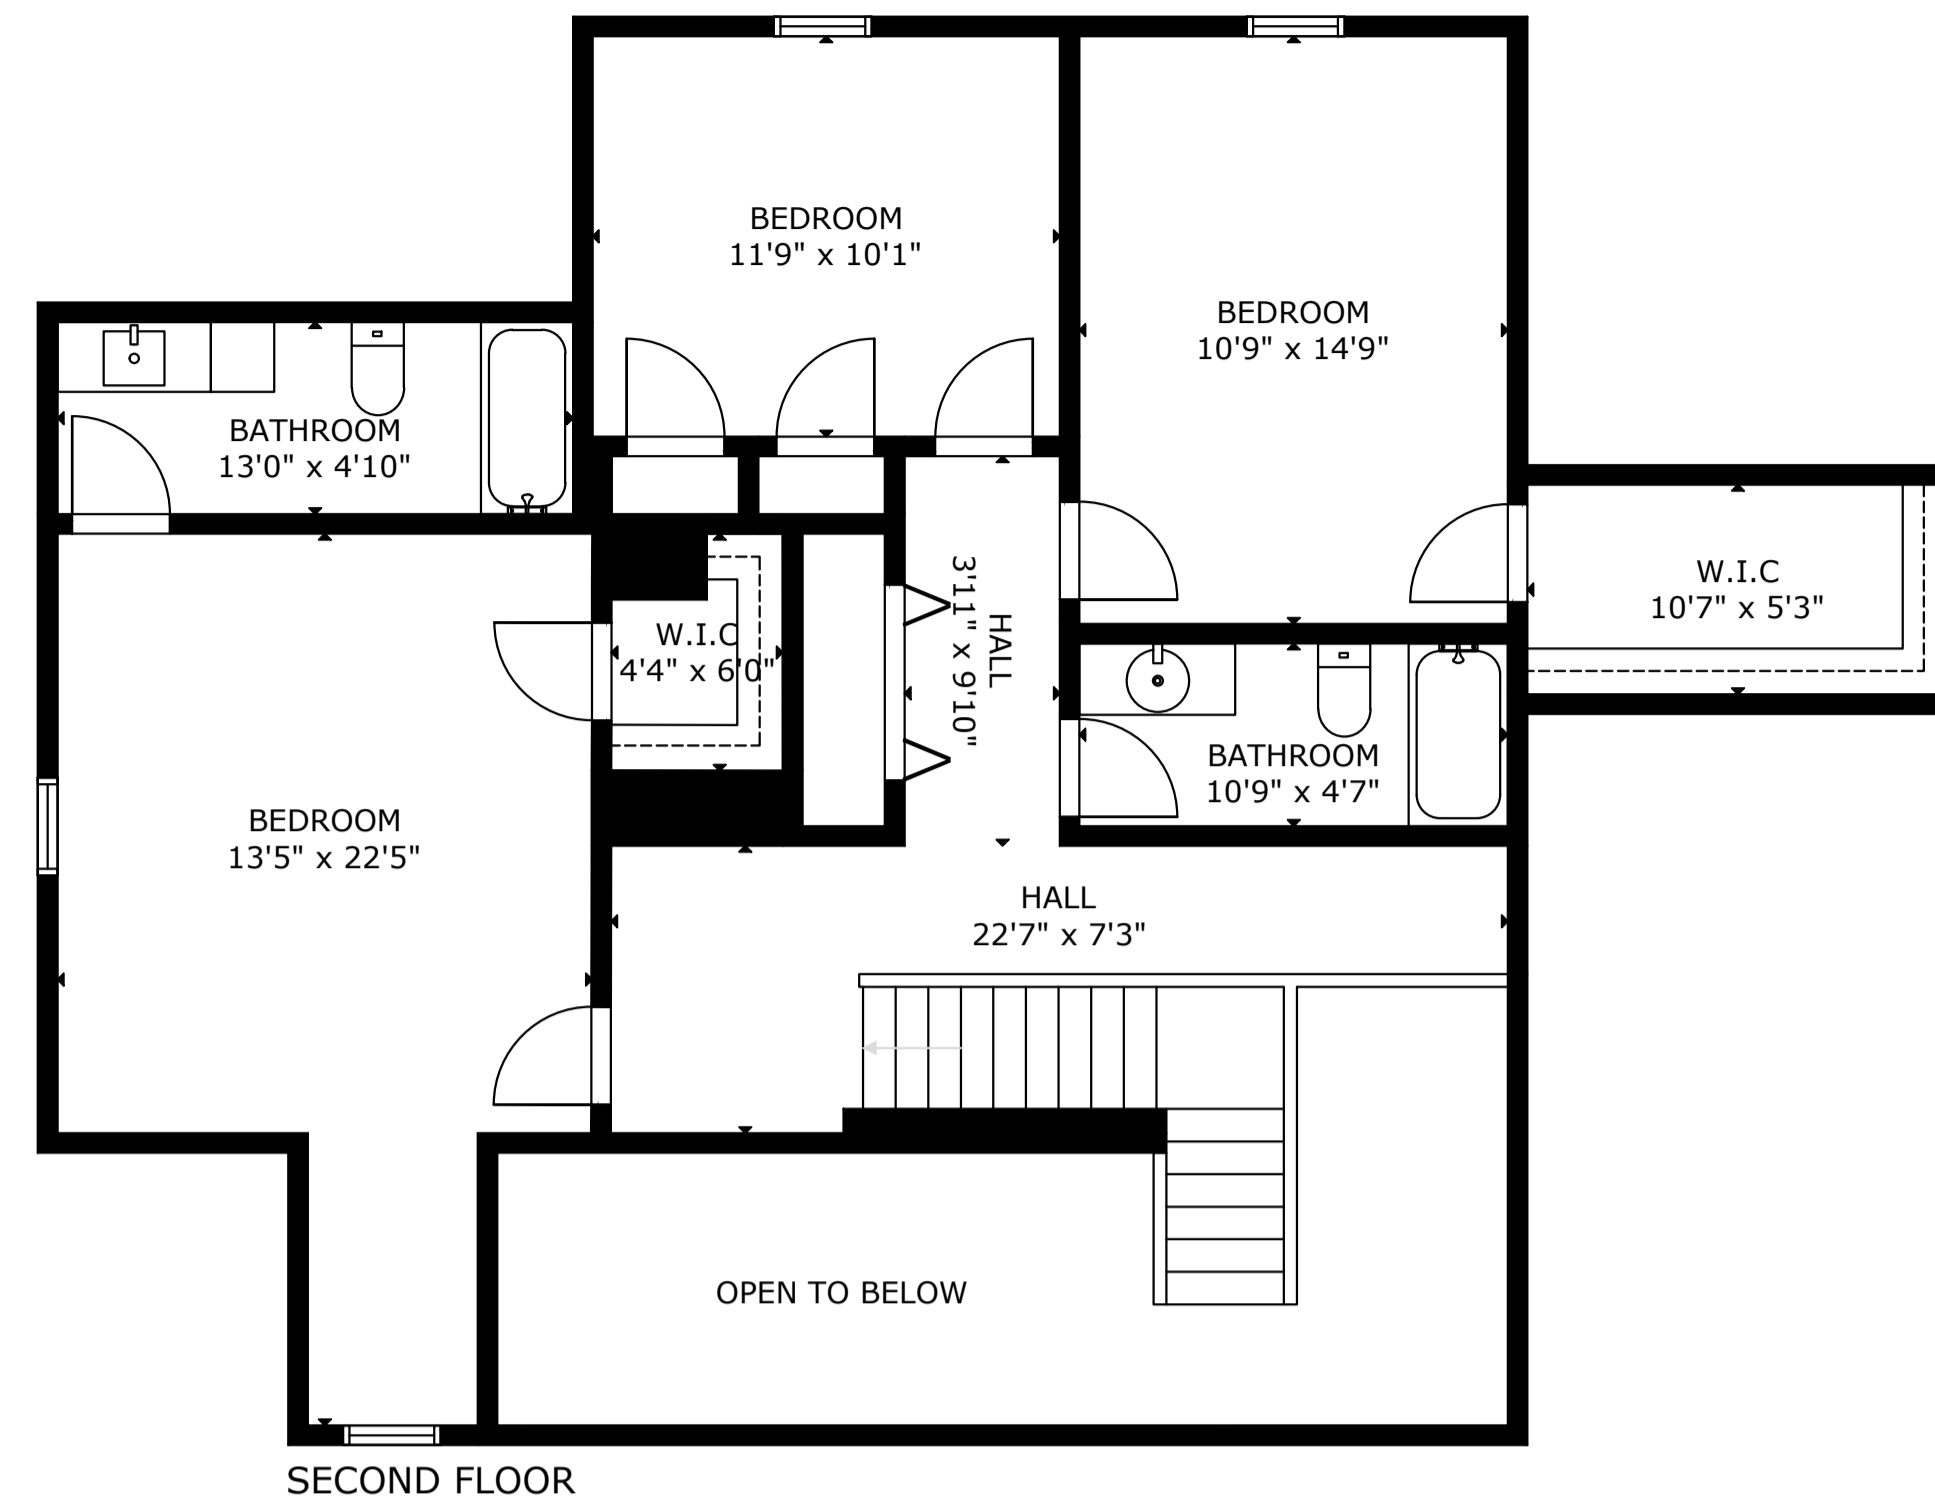 BEDROOM
11'9" x 10'1"
BEDROOM
10'9" x 14'9"
BATHROOM
13'0" x 4'10"
W.I.C
10'7" x 5'3"
W.I.C
4'4" x 6'0"
HALL
3'11" x 9'10"
BATHROOM
10'9" x 4'7"
BEDROOM
13'5" x 22'5"
HALL
22'7" x 7'3"
OPEN TO BELOW
SECOND FLOOR